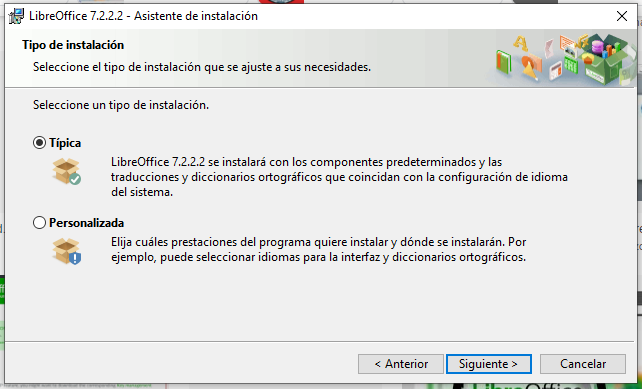 LibreOffice 7.2.2.2 - Asistente de instalación
Tipo de instalación
Seleccione el tipo de instalación que se ajuste a sus necesidades.
Seleccione un tipo de instalación.
Típica
LibreOffice 7.2.2.2 se instalará con los componentes predeterminados y las
traducciones y diccionarios ortográficos que coincidan con la configuración de idioma
del sistema.
Personalizada
Elija cuáles prestaciones del programa quiere instalar y dónde se instalarán. Por
ejemplo, puede seleccionar idiomas para la interfaz y diccionarios ortográficos.
< Anterior
Siguiente >
Cancelar